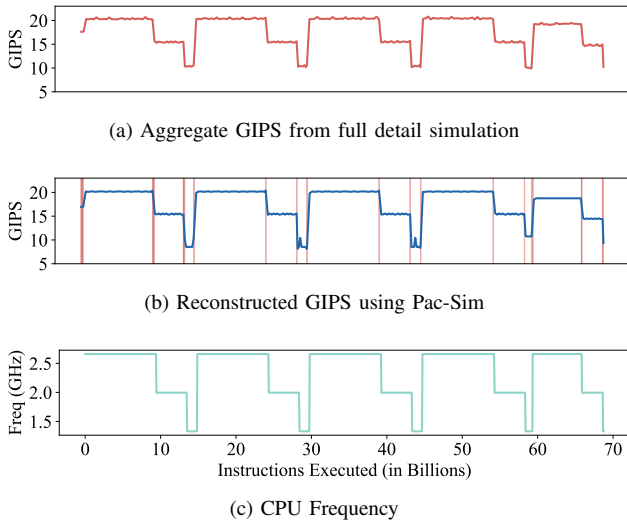 20
15
10
5
GIPS
(a) Aggregate GIPS from full detail simulation
20
15
10
5
GIPS
(b) Reconstructed GIPS using Pac-Sim
2.5
2.0
1.5
Freq (GHz)
0 10 20 30 40 50 60 70
Instructions Executed (in Billions)
(c) CPU Frequency